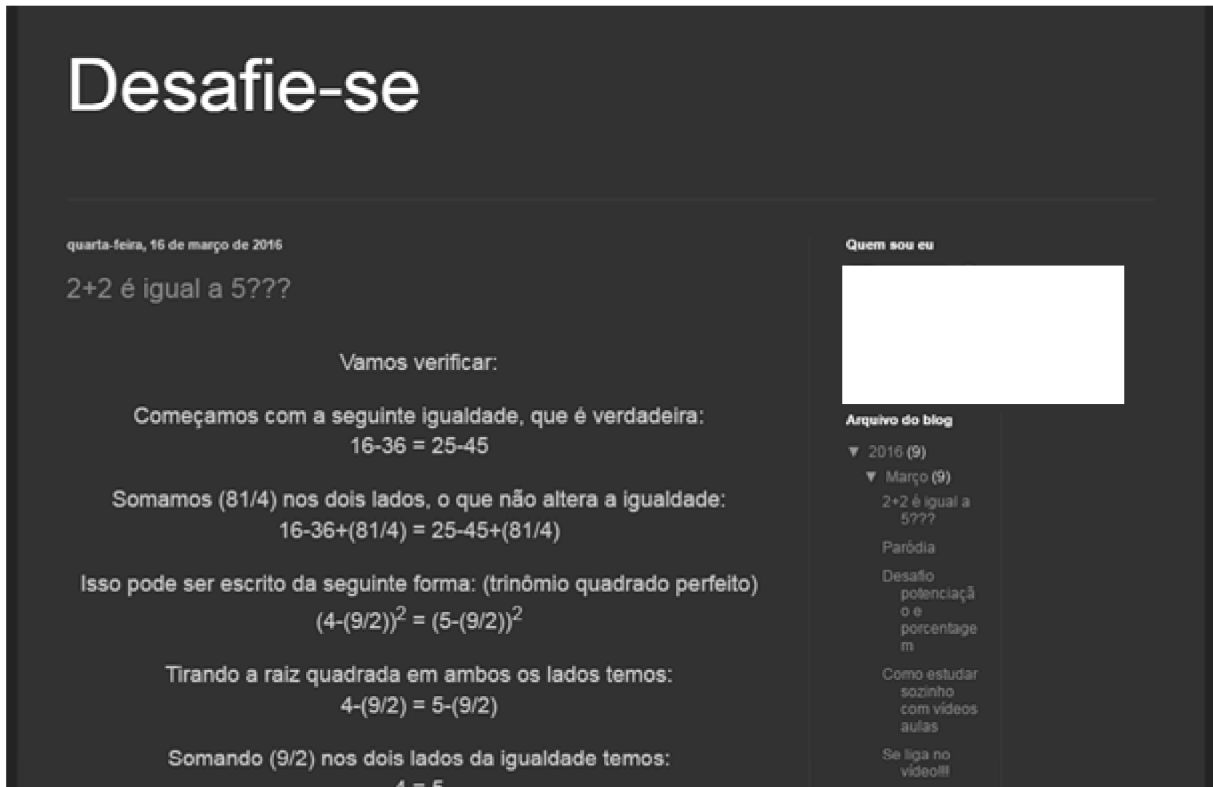 Desafie-se
quarta-feira, 16 de março de 2016
2+2 é igual a 5???
Vamos verificar:
Começamos com a seguinte igualdade, que é verdadeira:
16-36 = 25-45
Somamos (81/4) nos dois lados, o que não altera a igualdade:
16-36+(81/4) = 25-45+(81/4)
Isso pode ser escrito da seguinte forma: (trinômio quadrado perfeito)
(4-(9/2))² = (5-(9/2))²
Tirando a raiz quadrada em ambos os lados temos:
4-(9/2) = 5-(9/2)
Somando (9/2) nos dois lados da igualdade temos:
4 = 5
Quem sou eu
Arquivo do blog
▼ 2016 (9)
▼ Março (9)
2+2 é igual a
5???
Paródia
Desafio
potenciaçã
o e
porcentage
m
Como estudar
sozinho
com vídeos
aulas
Se liga no
vídeo!!!